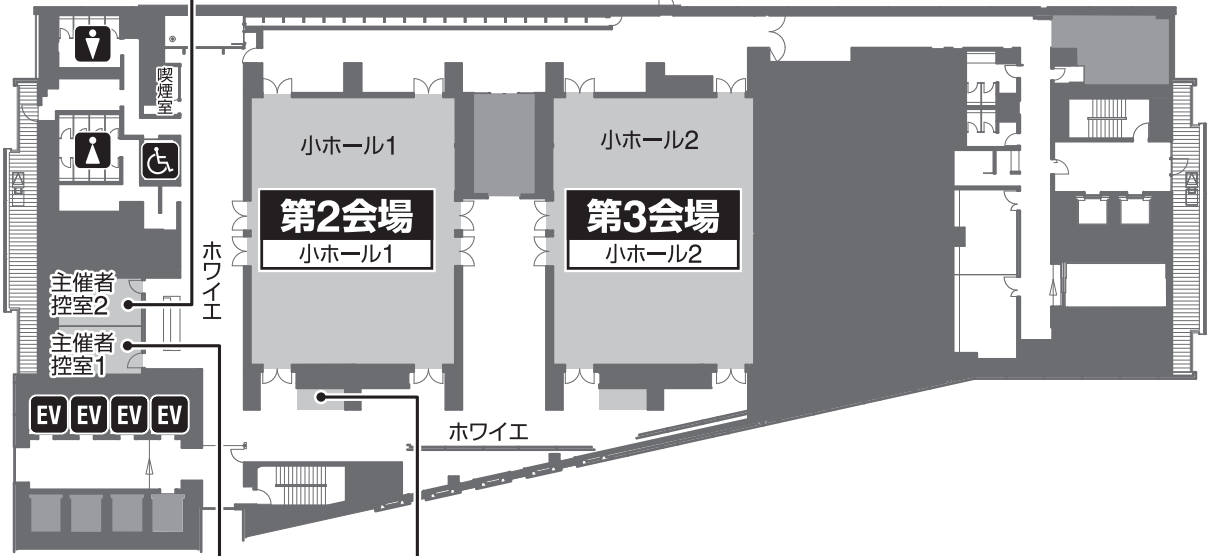 喫煙室
小ホール1
小ホール2
第2会場
小ホール1
第3会場
小ホール2
ホワイエ
主催者
控室2
主催者
控室1
EV EV EV EV
ホワイエ